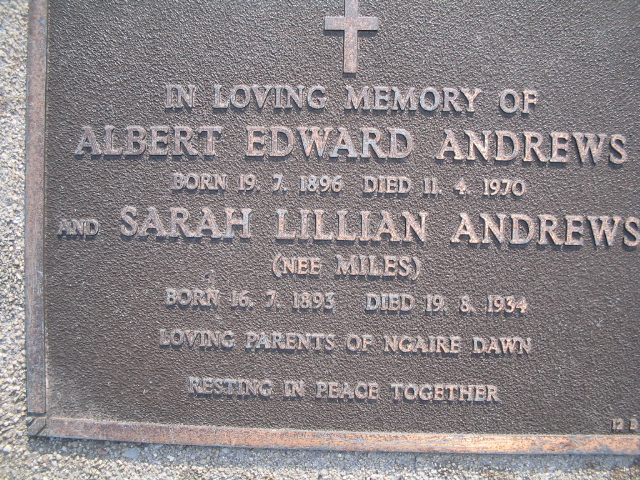 IN LOVING MEMORY OF
ALBERT EDWARD ANDREWS
BORN 19. 7. 1896 DIED 11. 4. 1970
AND SARAH LILLIAN ANDREWS
(NEE MILES)
BORN 16. 7. 1893 DIED 19. 8. 1934
LOVING PARENTS OF NGAIRE DAWN
RESTING IN PEACE TOGETHER
12